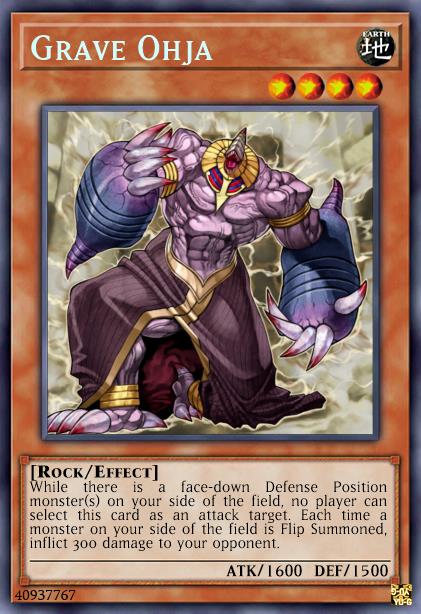 GRAVE OHJA
EARTH
地
[ROCK/EFFECT]
While there is a face-down Defense Position
monster(s) on your side of the field, no player can
select this card as an attack target. Each time a
monster on your side of the field is Flip Summoned,
inflict 300 damage to your opponent.
ATK/1600 DEF/1500
40937767